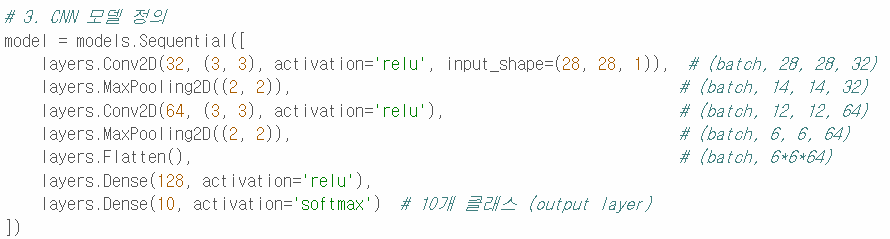 # 3. CNN 모델 정의
model = models.Sequential([
    layers.Conv2D(32, (3, 3), activation='relu', input_shape=(28, 28, 1)),  # (batch, 28, 28, 32)
    layers.MaxPooling2D((2, 2)),                                            # (batch, 14, 14, 32)
    layers.Conv2D(64, (3, 3), activation='relu'),                           # (batch, 12, 12, 64)
    layers.MaxPooling2D((2, 2)),                                            # (batch, 6, 6, 64)
    layers.Flatten(),                                                       # (batch, 6*6*64)
    layers.Dense(128, activation='relu'),
    layers.Dense(10, activation='softmax')  # 10개 클래스 (output layer)
])